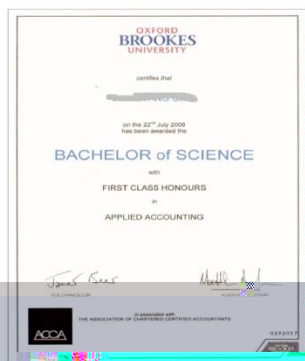 OXFORD
BROOKES
UNIVERSITY
certifies that
on the 22nd July 2008
has been awarded the
BACHELOR of SCIENCE
with
FIRST CLASS HONOURS
in
APPLIED ACCOUNTING
VICE CHANCELLOR
in association with
THE ASSOCIATION OF CHARTERED CERTIFIED ACCOUNTANTS
ACCA
BROOKES